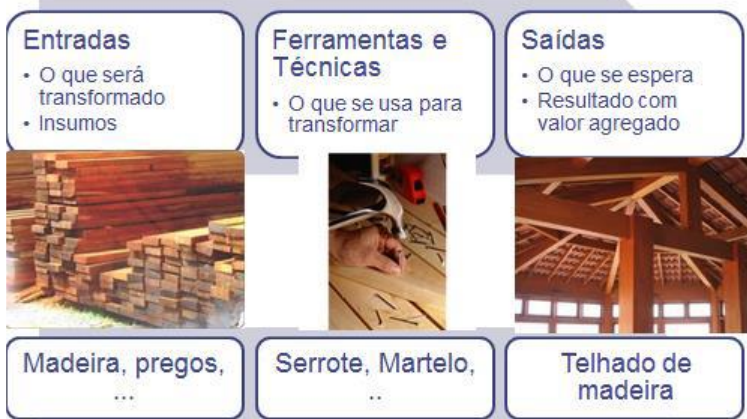 Entradas
• O que será
transformado
• Insumos
Ferramentas e
Técnicas
• O que se usa para
transformar
Saídas
• O que se espera
• Resultado com
valor agregado
Madeira, pregos,
...
Serrote, Martelo,
..
Telhado de
madeira